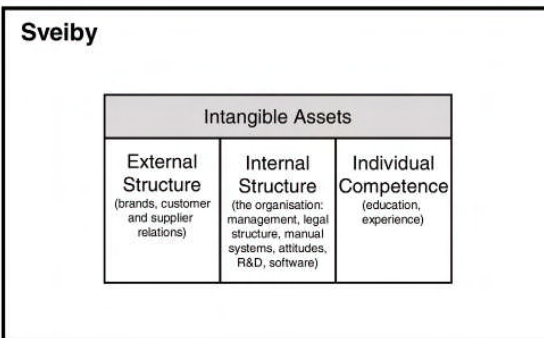 Sveiby
Intangible Assets
External
Structure
(brands, customer
and supplier
relations)
Internal
Structure
(the organisation:
management, legal
structure, manual
systems, attitudes,
R&D, software)
Individual
Competence
(education,
experience)